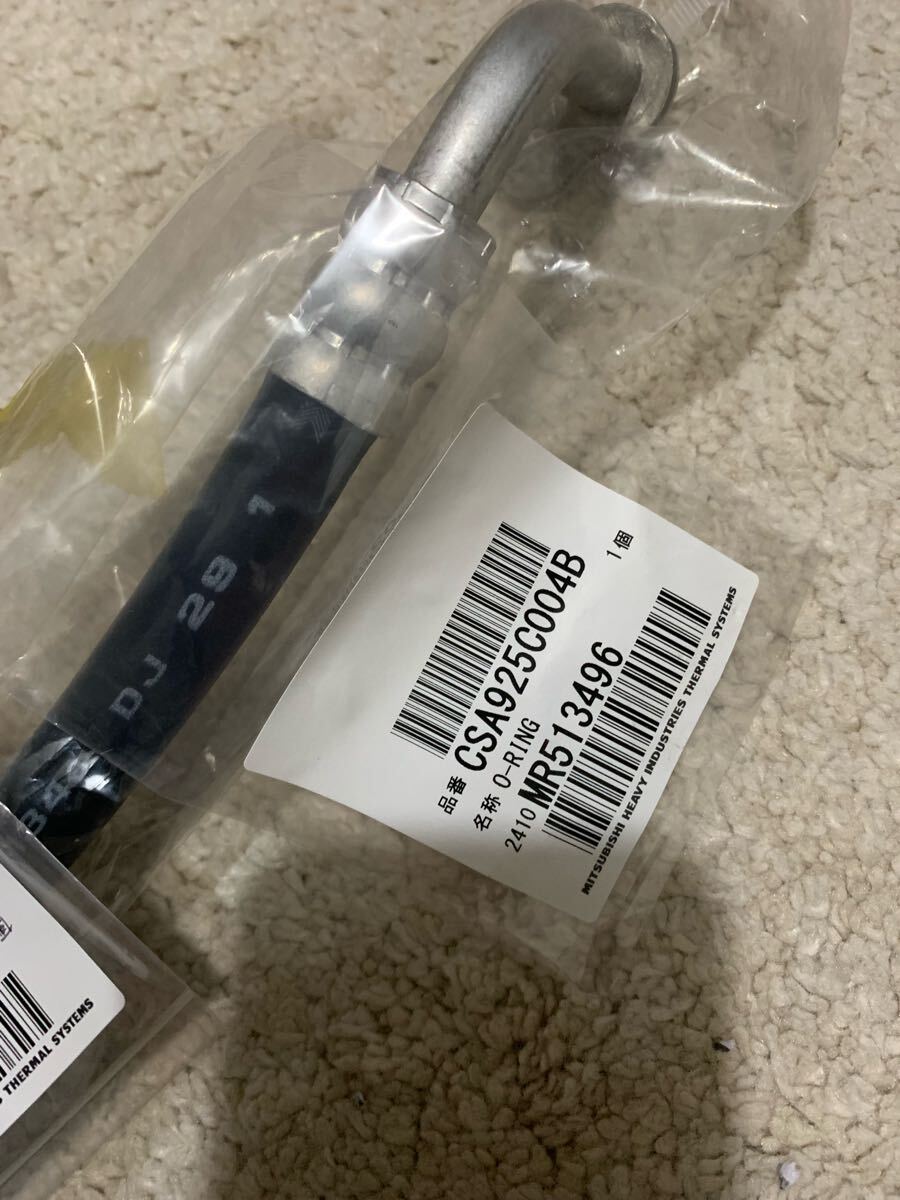 DJ 29 1
34
品番 CSA925C004B 1個
名称 O-RING
2410 MR513496
MITSUBISHI HEAVY INDUSTRIES THERMAL SYSTEMS
THERMAL SYSTEMS